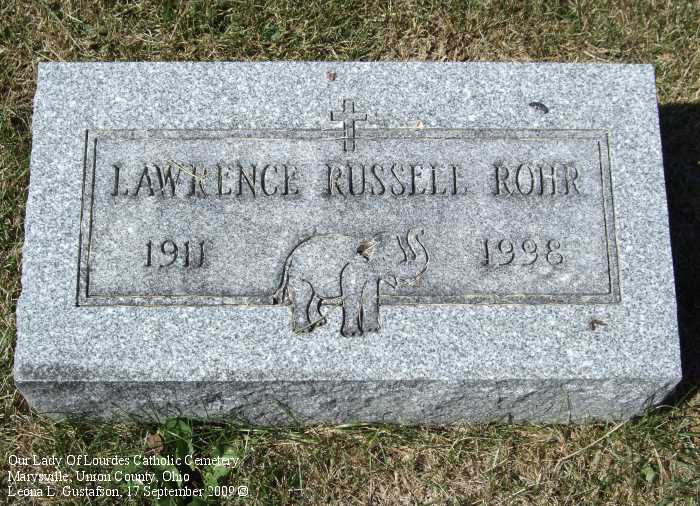 LAWRENCE RUSSELL ROHR
1911 1998
Our Lady Of Lourdes Catholic Cemetery
Marysville, Union County, Ohio
Leona L. Gustafson, 17 September 2009 ©